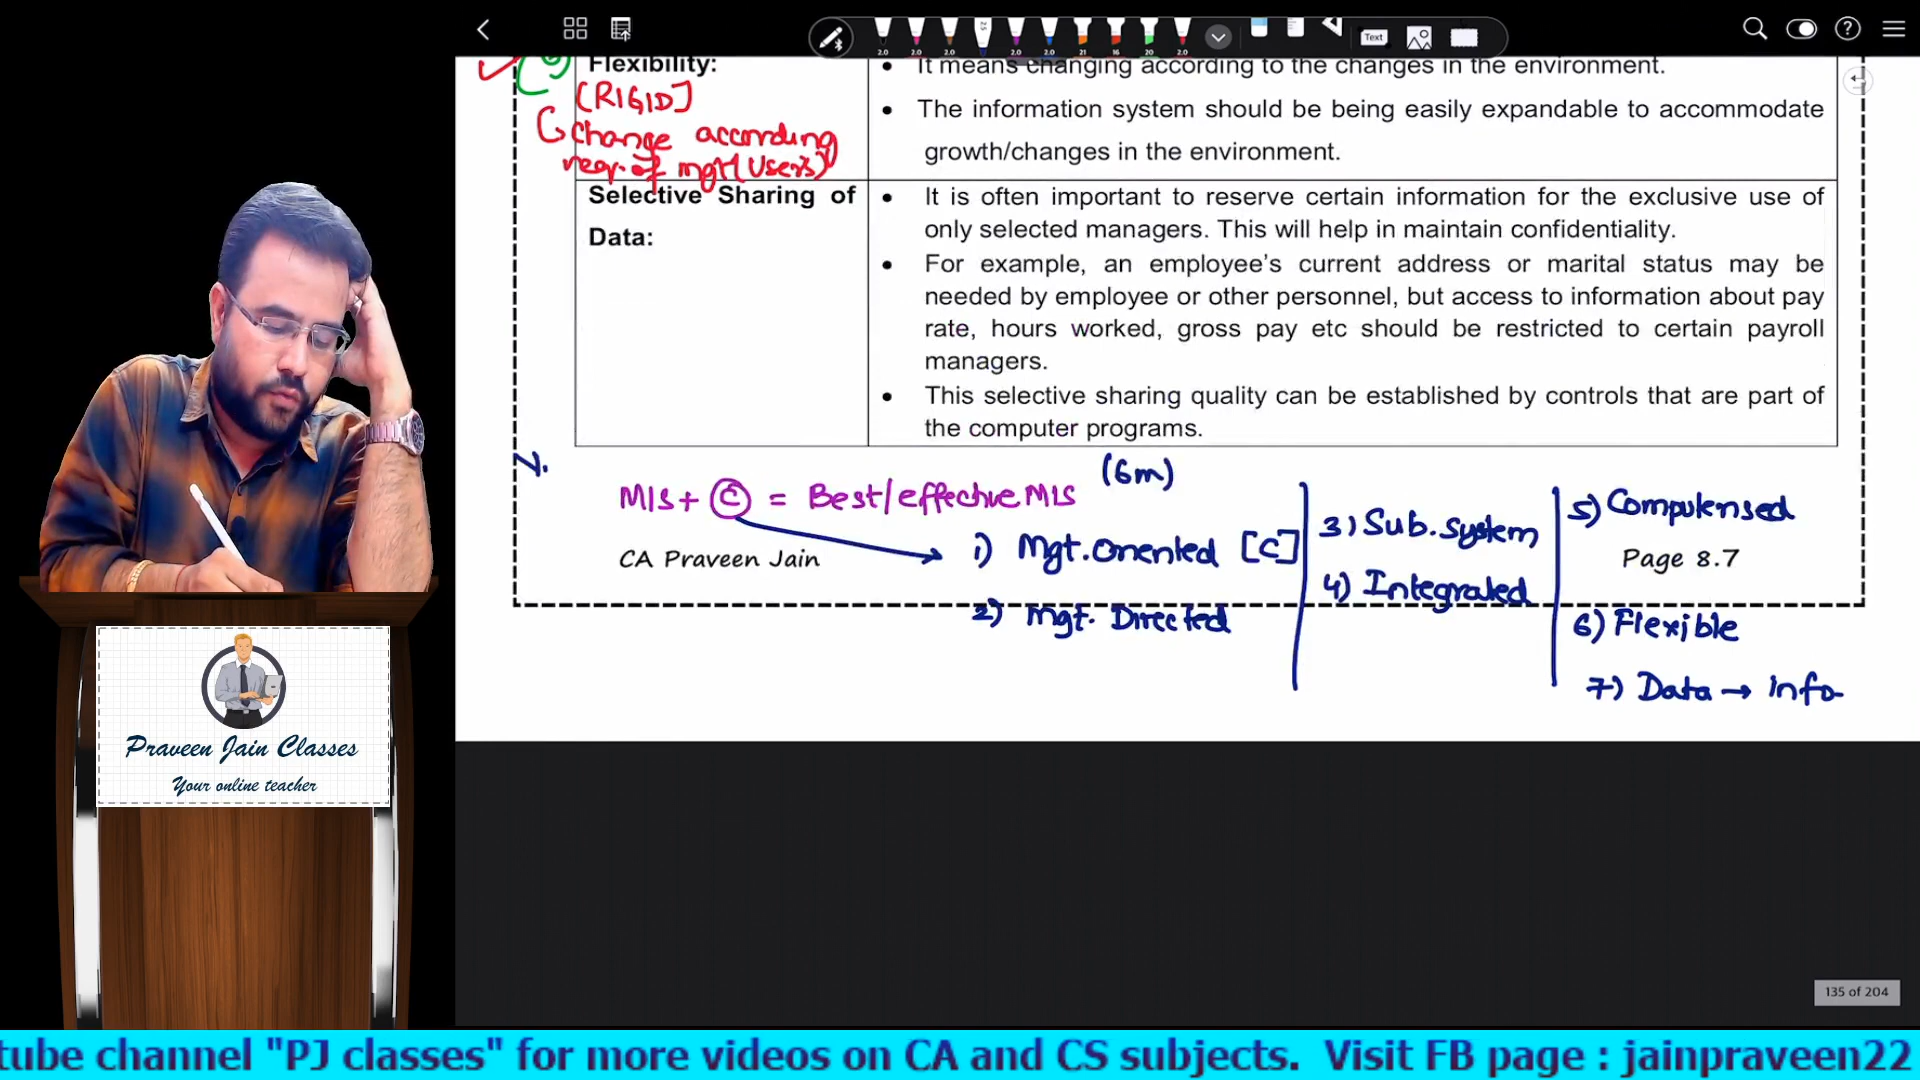 Text
Flexibility:
[RIGID]
Change according
reqr. of mgt (Users)
It means changing according to the changes in the environment.
The information system should be being easily expandable to accommodate
growth/changes in the environment.
Selective Sharing of
Data:
It is often important to reserve certain information for the exclusive use of
only selected managers. This will help in maintain confidentiality.
For example, an employee's current address or marital status may be
needed by employee or other personnel, but access to information about pay
rate, hours worked, gross pay etc should be restricted to certain payroll
managers.
This selective sharing quality can be established by controls that are part of
the computer programs.
MIS + C = Best/effective MIS
(6m)
1) Mgt. Oriented [C]
2) Mgt. Directed
3) Sub. System
4) Integrated
5) Computerised
6) Flexible
7) Data → info
CA Praveen Jain
Page 8.7
Praveen Jain Classes
Your online teacher
135 of 204
tube channel "PJ classes" for more videos on CA and CS subjects. Visit FB page : jainpraveen22